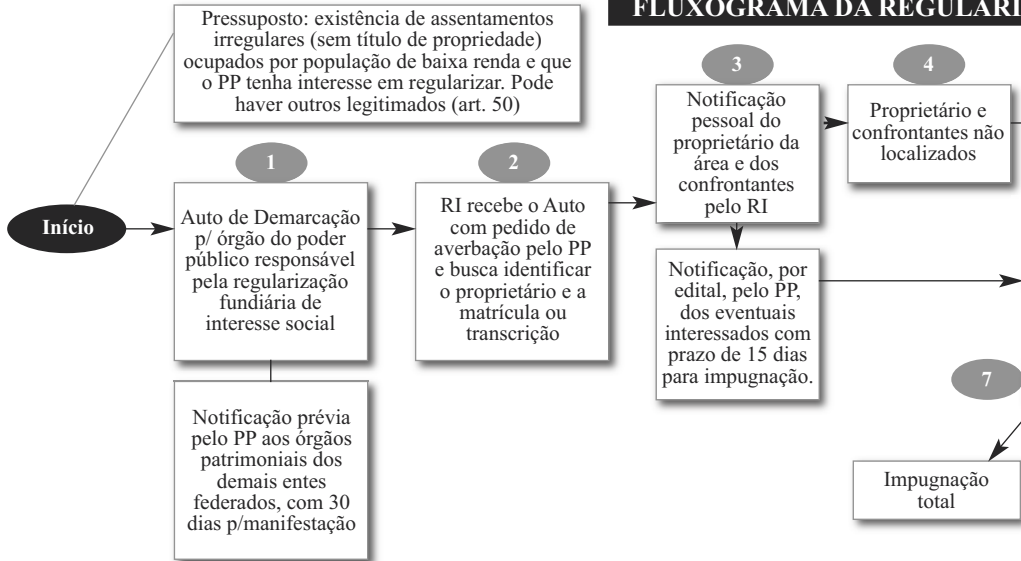 FLUXOGRAMA DA REGULARI
Pressuposto: existência de assentamentos
irregulares (sem título de propriedade)
ocupados por população de baixa renda e que
o PP tenha interesse em regularizar. Pode
haver outros legitimados (art. 50)
Início
1
Auto de Demarcação
p/ órgão do poder
público responsável
pela regularização
fundiária de
interesse social
Notificação prévia
pelo PP aos órgãos
patrimoniais dos
demais entes
federados, com 30
dias p/manifestação
2
RI recebe o Auto
com pedido de
averbação pelo PP
e busca identificar
o proprietário e a
matrícula ou
transcrição
3
Notificação
pessoal do
proprietário da
área e dos
confrontantes
pelo RI
Notificação, por
edital, pelo PP,
dos eventuais
interessados com
prazo de 15 dias
para impugnação.
4
Proprietário e
confrontantes não
localizados
7
Impugnação
total